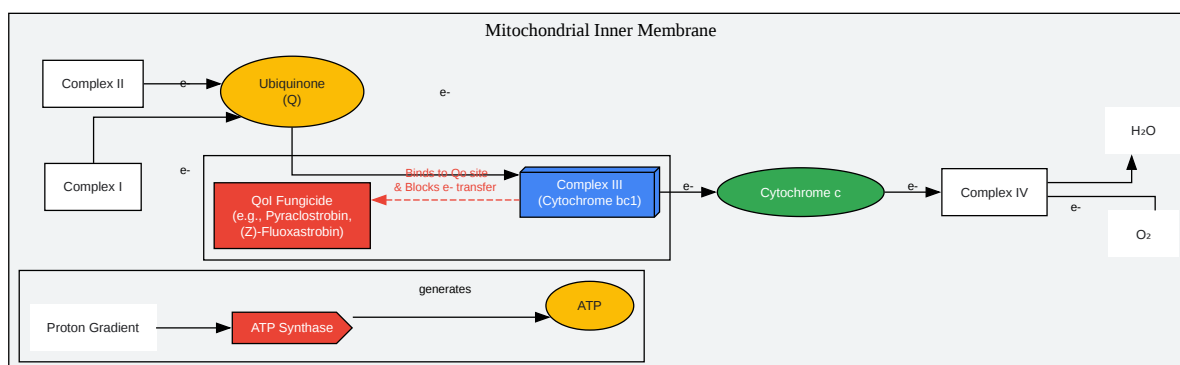 Mitochondrial Inner Membrane
Complex II
e-
Ubiquinone
(Q)
e-
Complex I
e-
Binds to Qo site
& Blocks e- transfer
QoI Fungicide
(e.g., Pyraclostrobin,
(Z)-Fluoxastrobin)
Complex III
(Cytochrome bc1)
e-
Cytochrome c
e-
Complex IV
e-
H₂O
O₂
Proton Gradient
ATP Synthase
generates
ATP